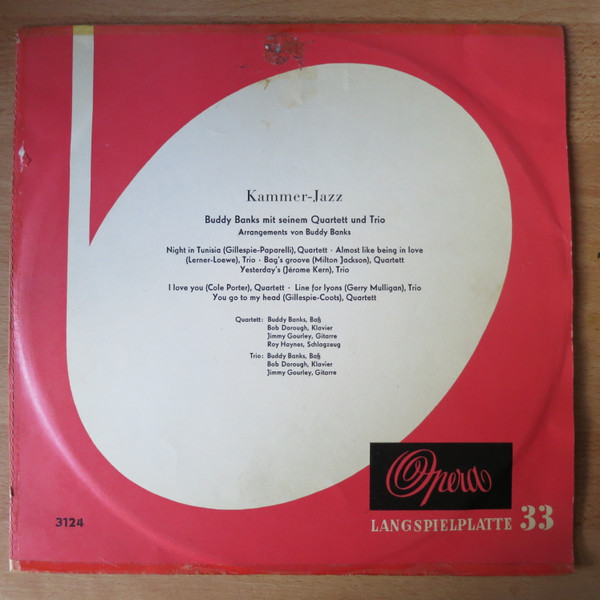 Kammer-Jazz
Buddy Banks mit seinem Quartett und Trio
Arrangements von Buddy Banks
Night in Tunisia (Gillespie-Paparelli), Quartett · Almost like being in love
(Lerner-Loewe), Trio · Bag's groove (Milton Jackson), Quartett
Yesterday's (Jérome Kern), Trio
I love you (Cole Porter), Quartett · Line for lyons (Gerry Mulligan), Trio
You go to my head (Gillespie-Coots), Quartett
Quartett: Buddy Banks, Baß
Bob Dorough, Klavier
Jimmy Gourley, Gitarre
Roy Haynes, Schlagzeug
Trio: Buddy Banks, Baß
Bob Dorough, Klavier
Jimmy Gourley, Gitarre
Opera
3124
LANGSPIELPLATTE 33